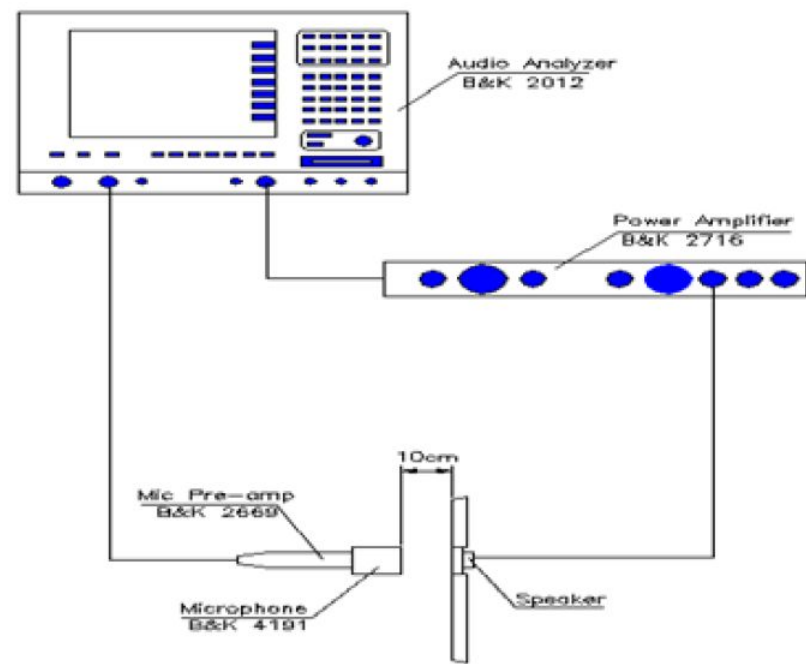 Audio Analyzer
B&K 2012
Power Amplifier
B&K 2716
10cm
Mic Pre-amp
B&K 2669
Microphone
B&K 4191
Speaker